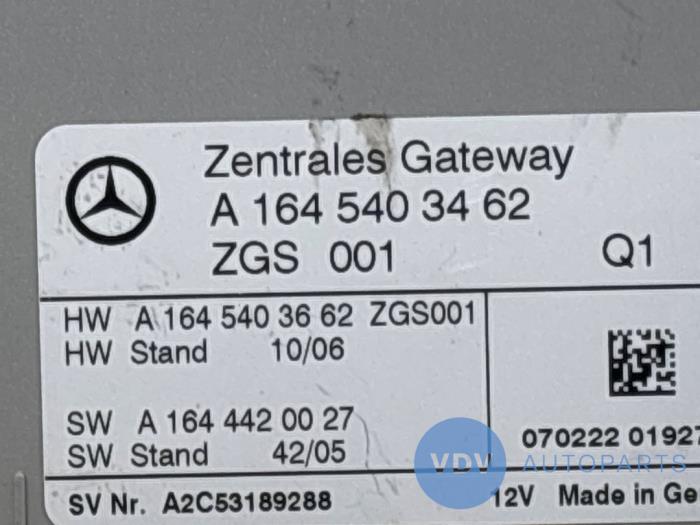 Zentrales Gateway
A 164 540 34 62
ZGS 001 Q1
HW A 164 540 36 62 ZGS001
HW Stand 10/06
SW A 164 442 00 27
SW Stand 42/05
070222 01927
VDV AUTOPARTS
SV Nr. A2C53189288
12V Made in Ge